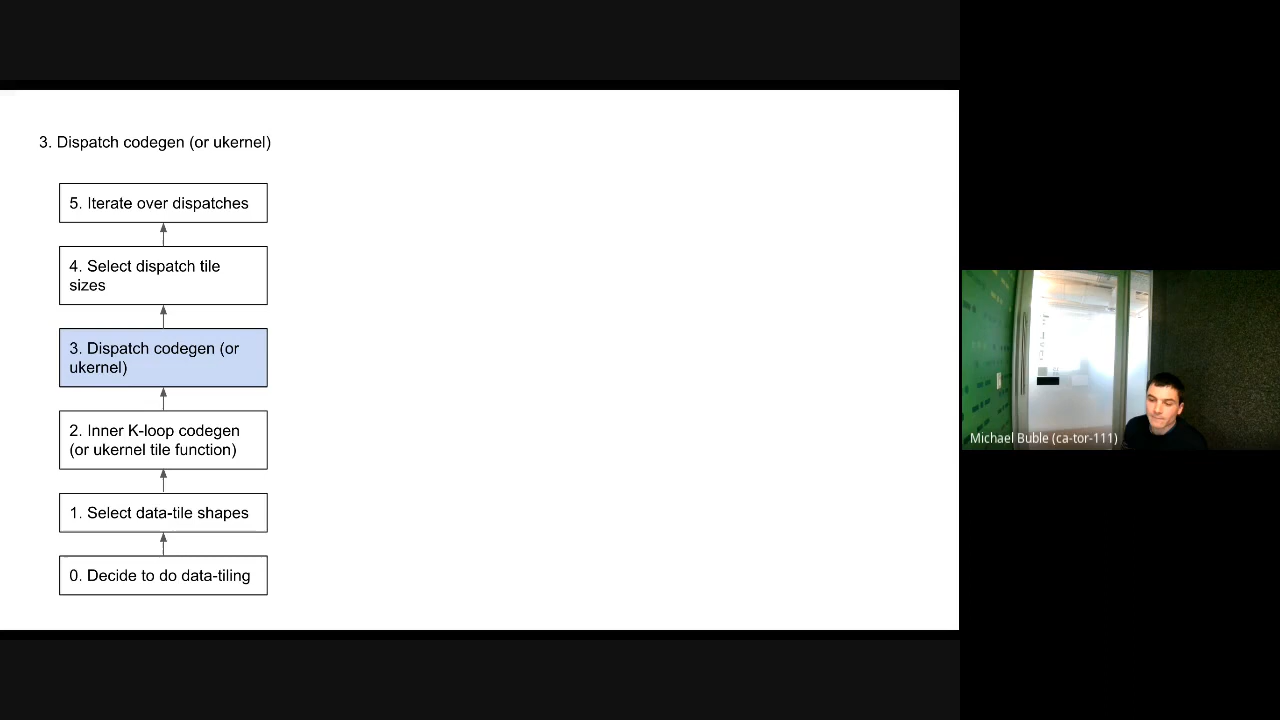 3. Dispatch codegen (or ukernel)
5. Iterate over dispatches
4. Select dispatch tile
sizes
3. Dispatch codegen (or
ukernel)
2. Inner K-loop codegen
(or ukernel tile function)
1. Select data-tile shapes
0. Decide to do data-tiling
Michael Buble (ca-tor-111)